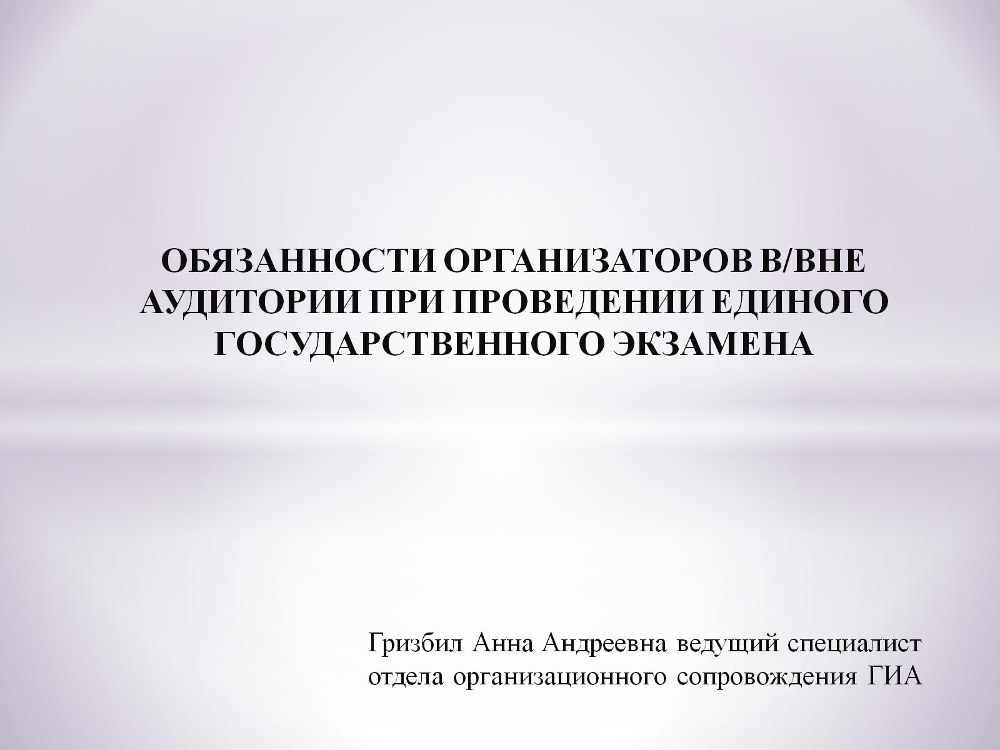 ОБЯЗАННОСТИ ОРГАНИЗАТОРОВ В/ВНЕ
АУДИТОРИИ ПРИ ПРОВЕДЕНИИ ЕДИНОГО
ГОСУДАРСТВЕННОГО ЭКЗАМЕНА
Гризбил Анна Андреевна ведущий специалист
отдела организационного сопровождения ГИА